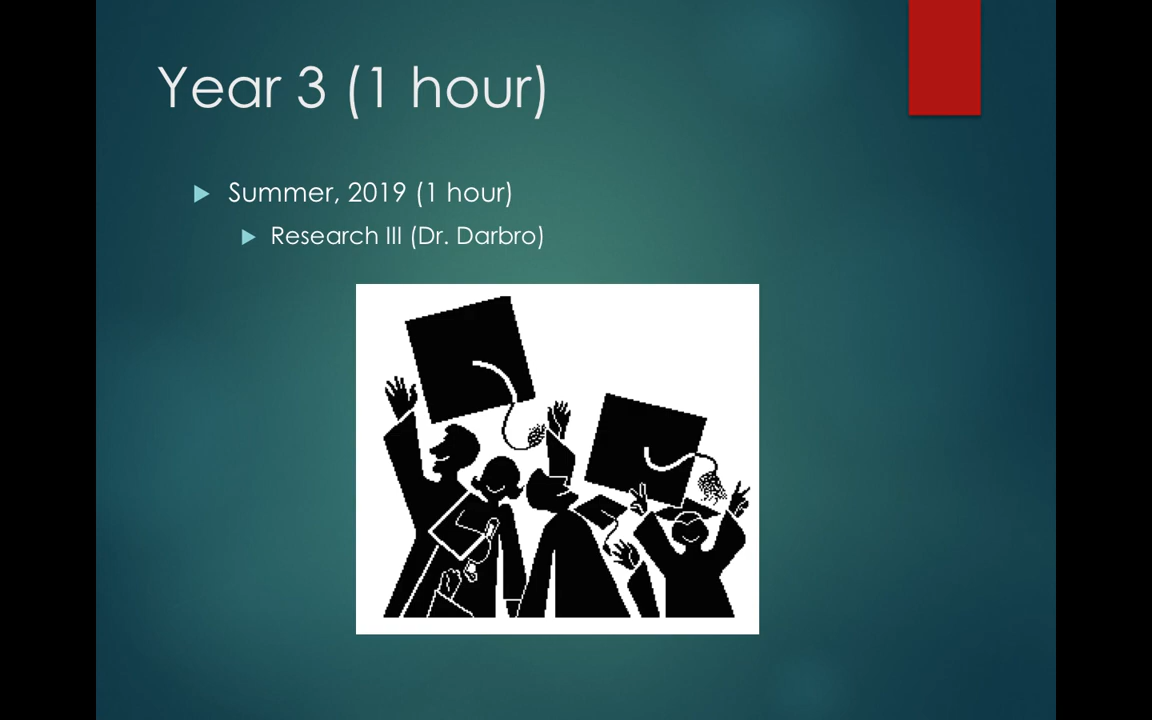 Year 3 (1 hour)
Summer, 2019 (1 hour)
Research III (Dr. Darbro)